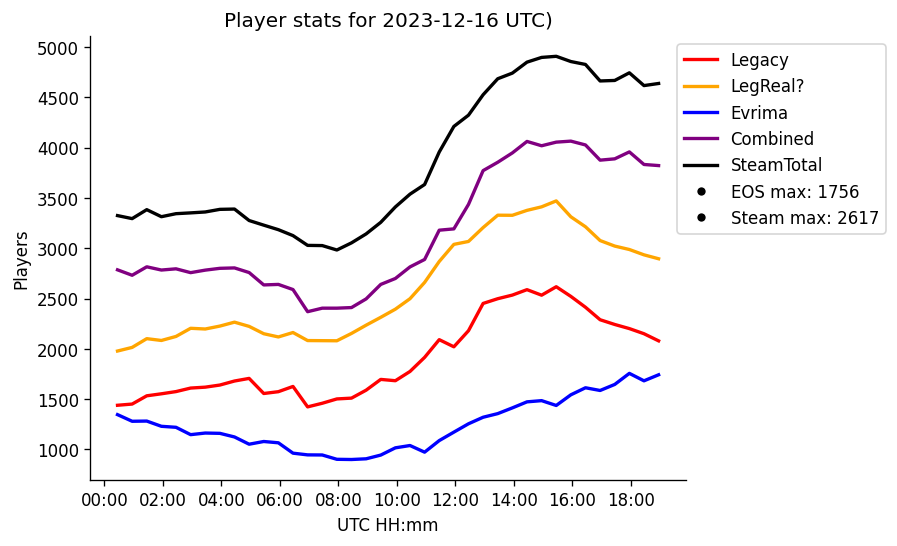 Player stats for 2023-12-16 UTC)
Players
5000
4500
4000
3500
3000
2500
2000
1500
1000
00:00 02:00 04:00 06:00 08:00 10:00 12:00 14:00 16:00 18:00
UTC HH:mm
Legacy
LegReal?
Evrima
Combined
SteamTotal
EOS max: 1756
Steam max: 2617